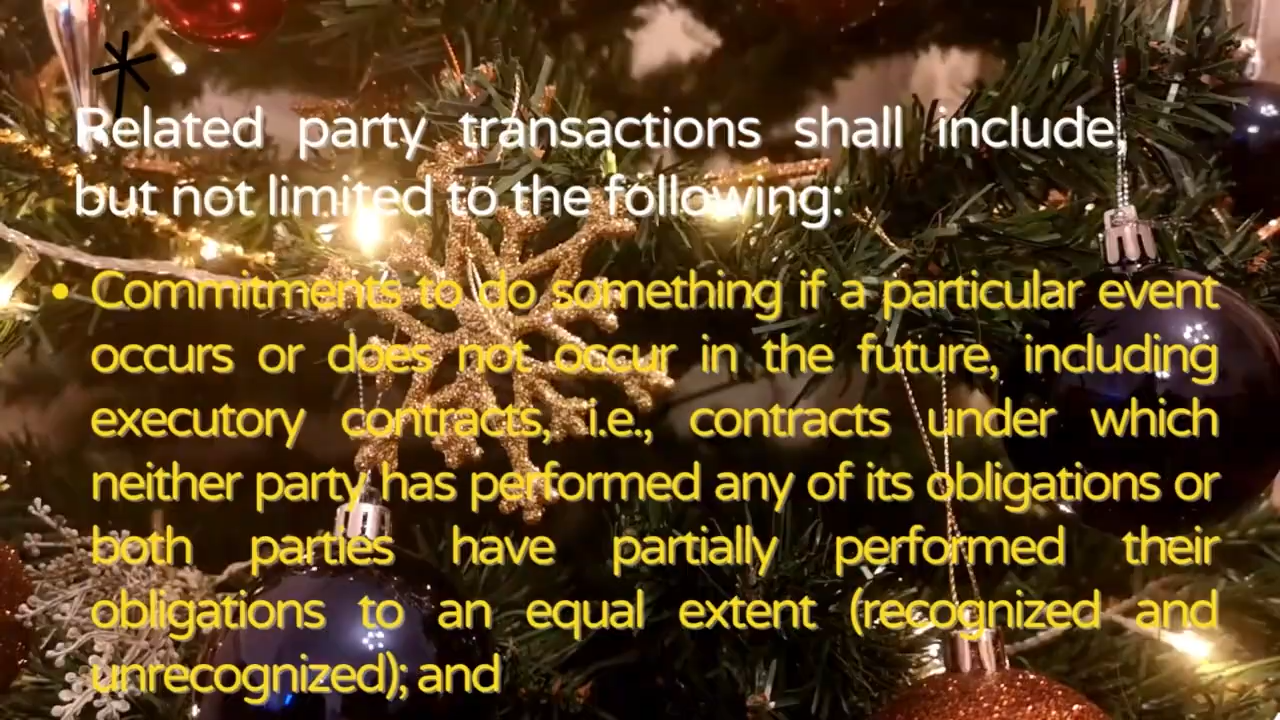 Related party transactions shall include,
but not limited to the following:
• Commitments to do something if a particular event
occurs or does not occur in the future, including
executory contracts, i.e., contracts under which
neither party has performed any of its obligations or
both parties have partially performed their
obligations to an equal extent (recognized and
unrecognized); and